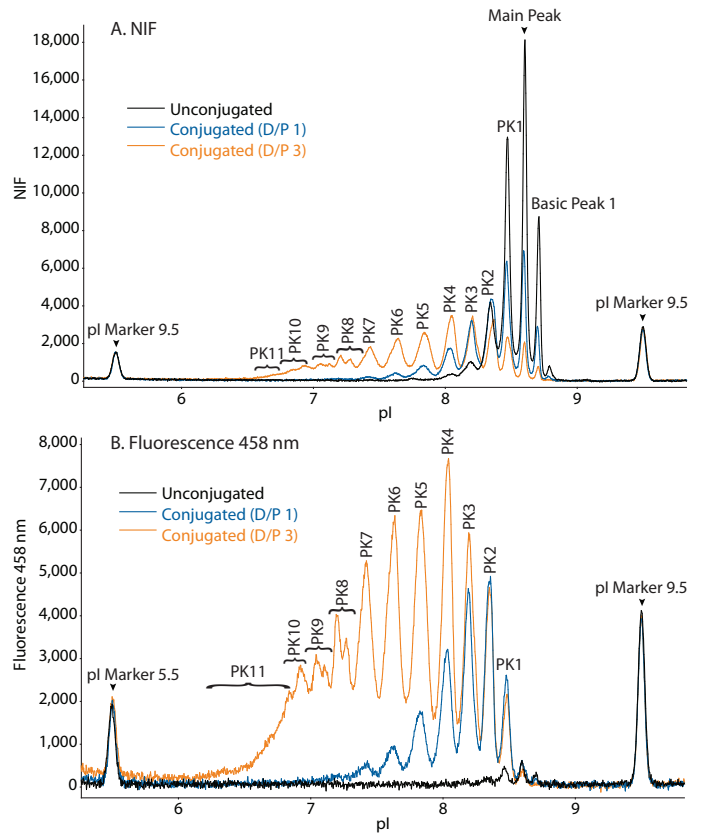 A. NIF
Main Peak
18,000
16,000
14,000
12,000
10,000
8,000
6,000
4,000
2,000
0
NIF
Unconjugated
Conjugated (D/P 1)
Conjugated (D/P 3)
PK1
Basic Peak 1
PK2
PK3
PK4
PK5
PK6
PK7
PK8
PK9
PK10
PK11
pI Marker 9.5
pI Marker 9.5
6
7
8
9
pI
B. Fluorescence 458 nm
8,000
7,000
6,000
5,000
4,000
3,000
2,000
1,000
0
Fluorescence 458 nm
Unconjugated
Conjugated (D/P 1)
Conjugated (D/P 3)
PK4
PK3
PK2
PK1
PK5
PK6
PK7
PK8
PK9
PK10
PK11
pI Marker 5.5
pI Marker 9.5
6
7
8
9
pI